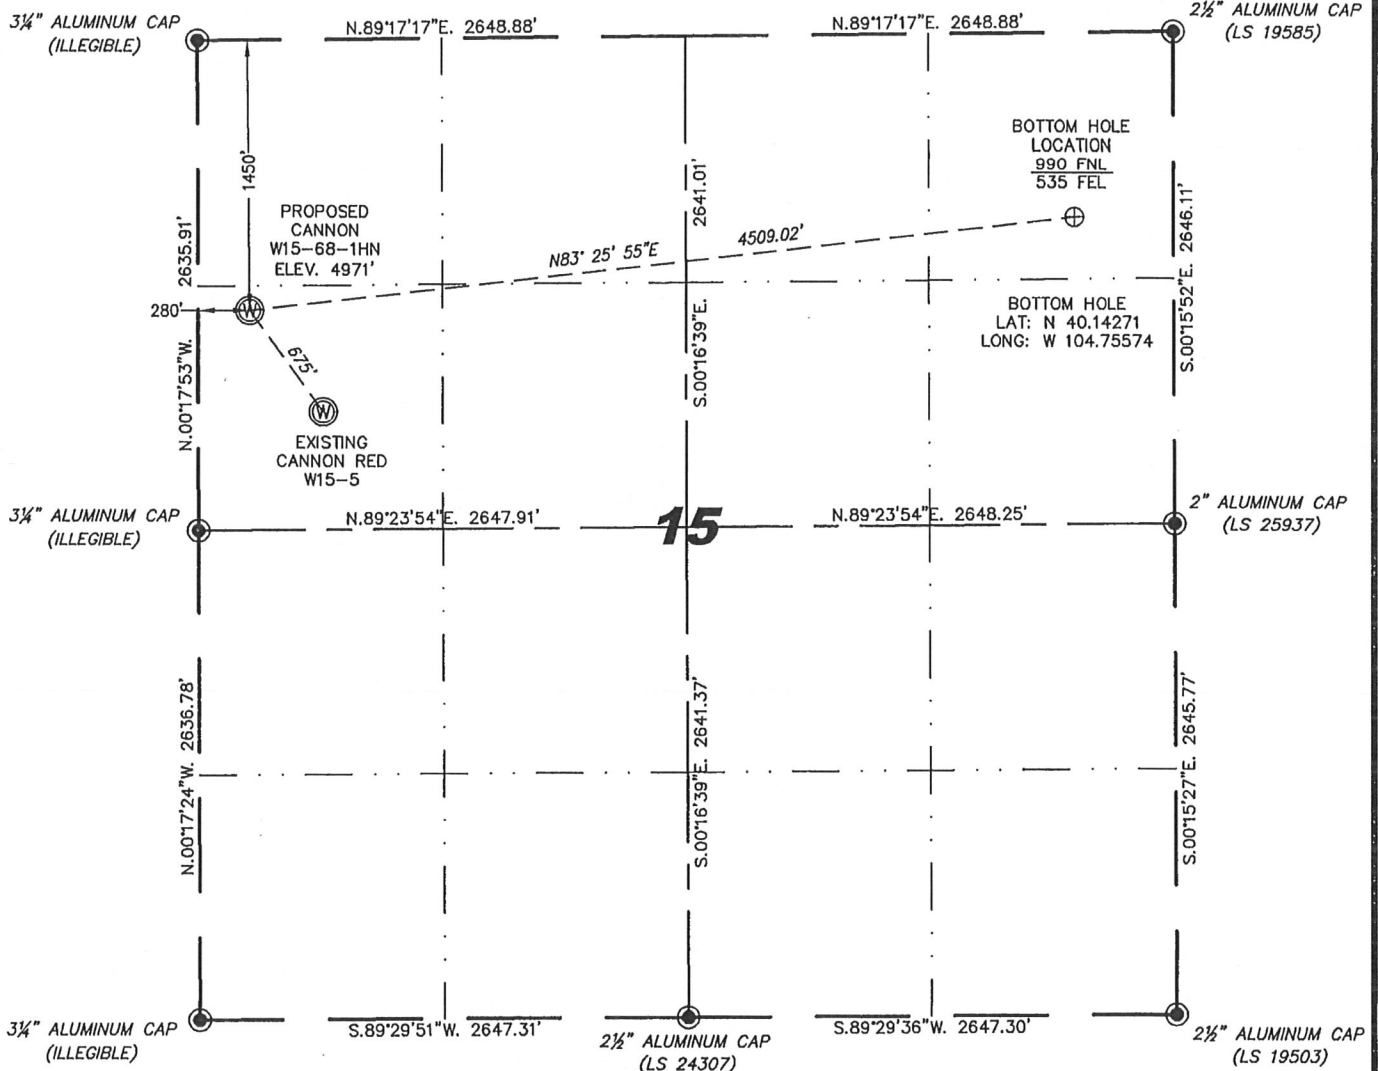 3¼" ALUMINUM CAP
(ILLEGIBLE)
N.89°17'17"E. 2648.88'
N.89°17'17"E. 2648.88'
2½" ALUMINUM CAP
(LS 19585)
1450'
2635.91'
N.00°17'53"W.
PROPOSED
CANNON
W15-68-1HN
ELEV. 4971'
280'
W
675'
W
EXISTING
CANNON RED
W15-5
N83° 25' 55"E
4509.02'
2641.01'
S.00°16'39"E.
BOTTOM HOLE
LOCATION
990 FNL
535 FEL
BOTTOM HOLE
LAT: N 40.14271
LONG: W 104.75574
S.00°15'52"E. 2646.11'
3¼" ALUMINUM CAP
(ILLEGIBLE)
N.89°23'54"E. 2647.91'
15
N.89°23'54"E. 2648.25'
2" ALUMINUM CAP
(LS 25937)
N.00°17'24"W. 2636.78'
S.00°16'39"E. 2641.37'
S.00°15'27"E. 2645.77'
3¼" ALUMINUM CAP
(ILLEGIBLE)
S.89°29'51"W. 2647.31'
2½" ALUMINUM CAP
(LS 24307)
S.89°29'36"W. 2647.30'
2½" ALUMINUM CAP
(LS 19503)